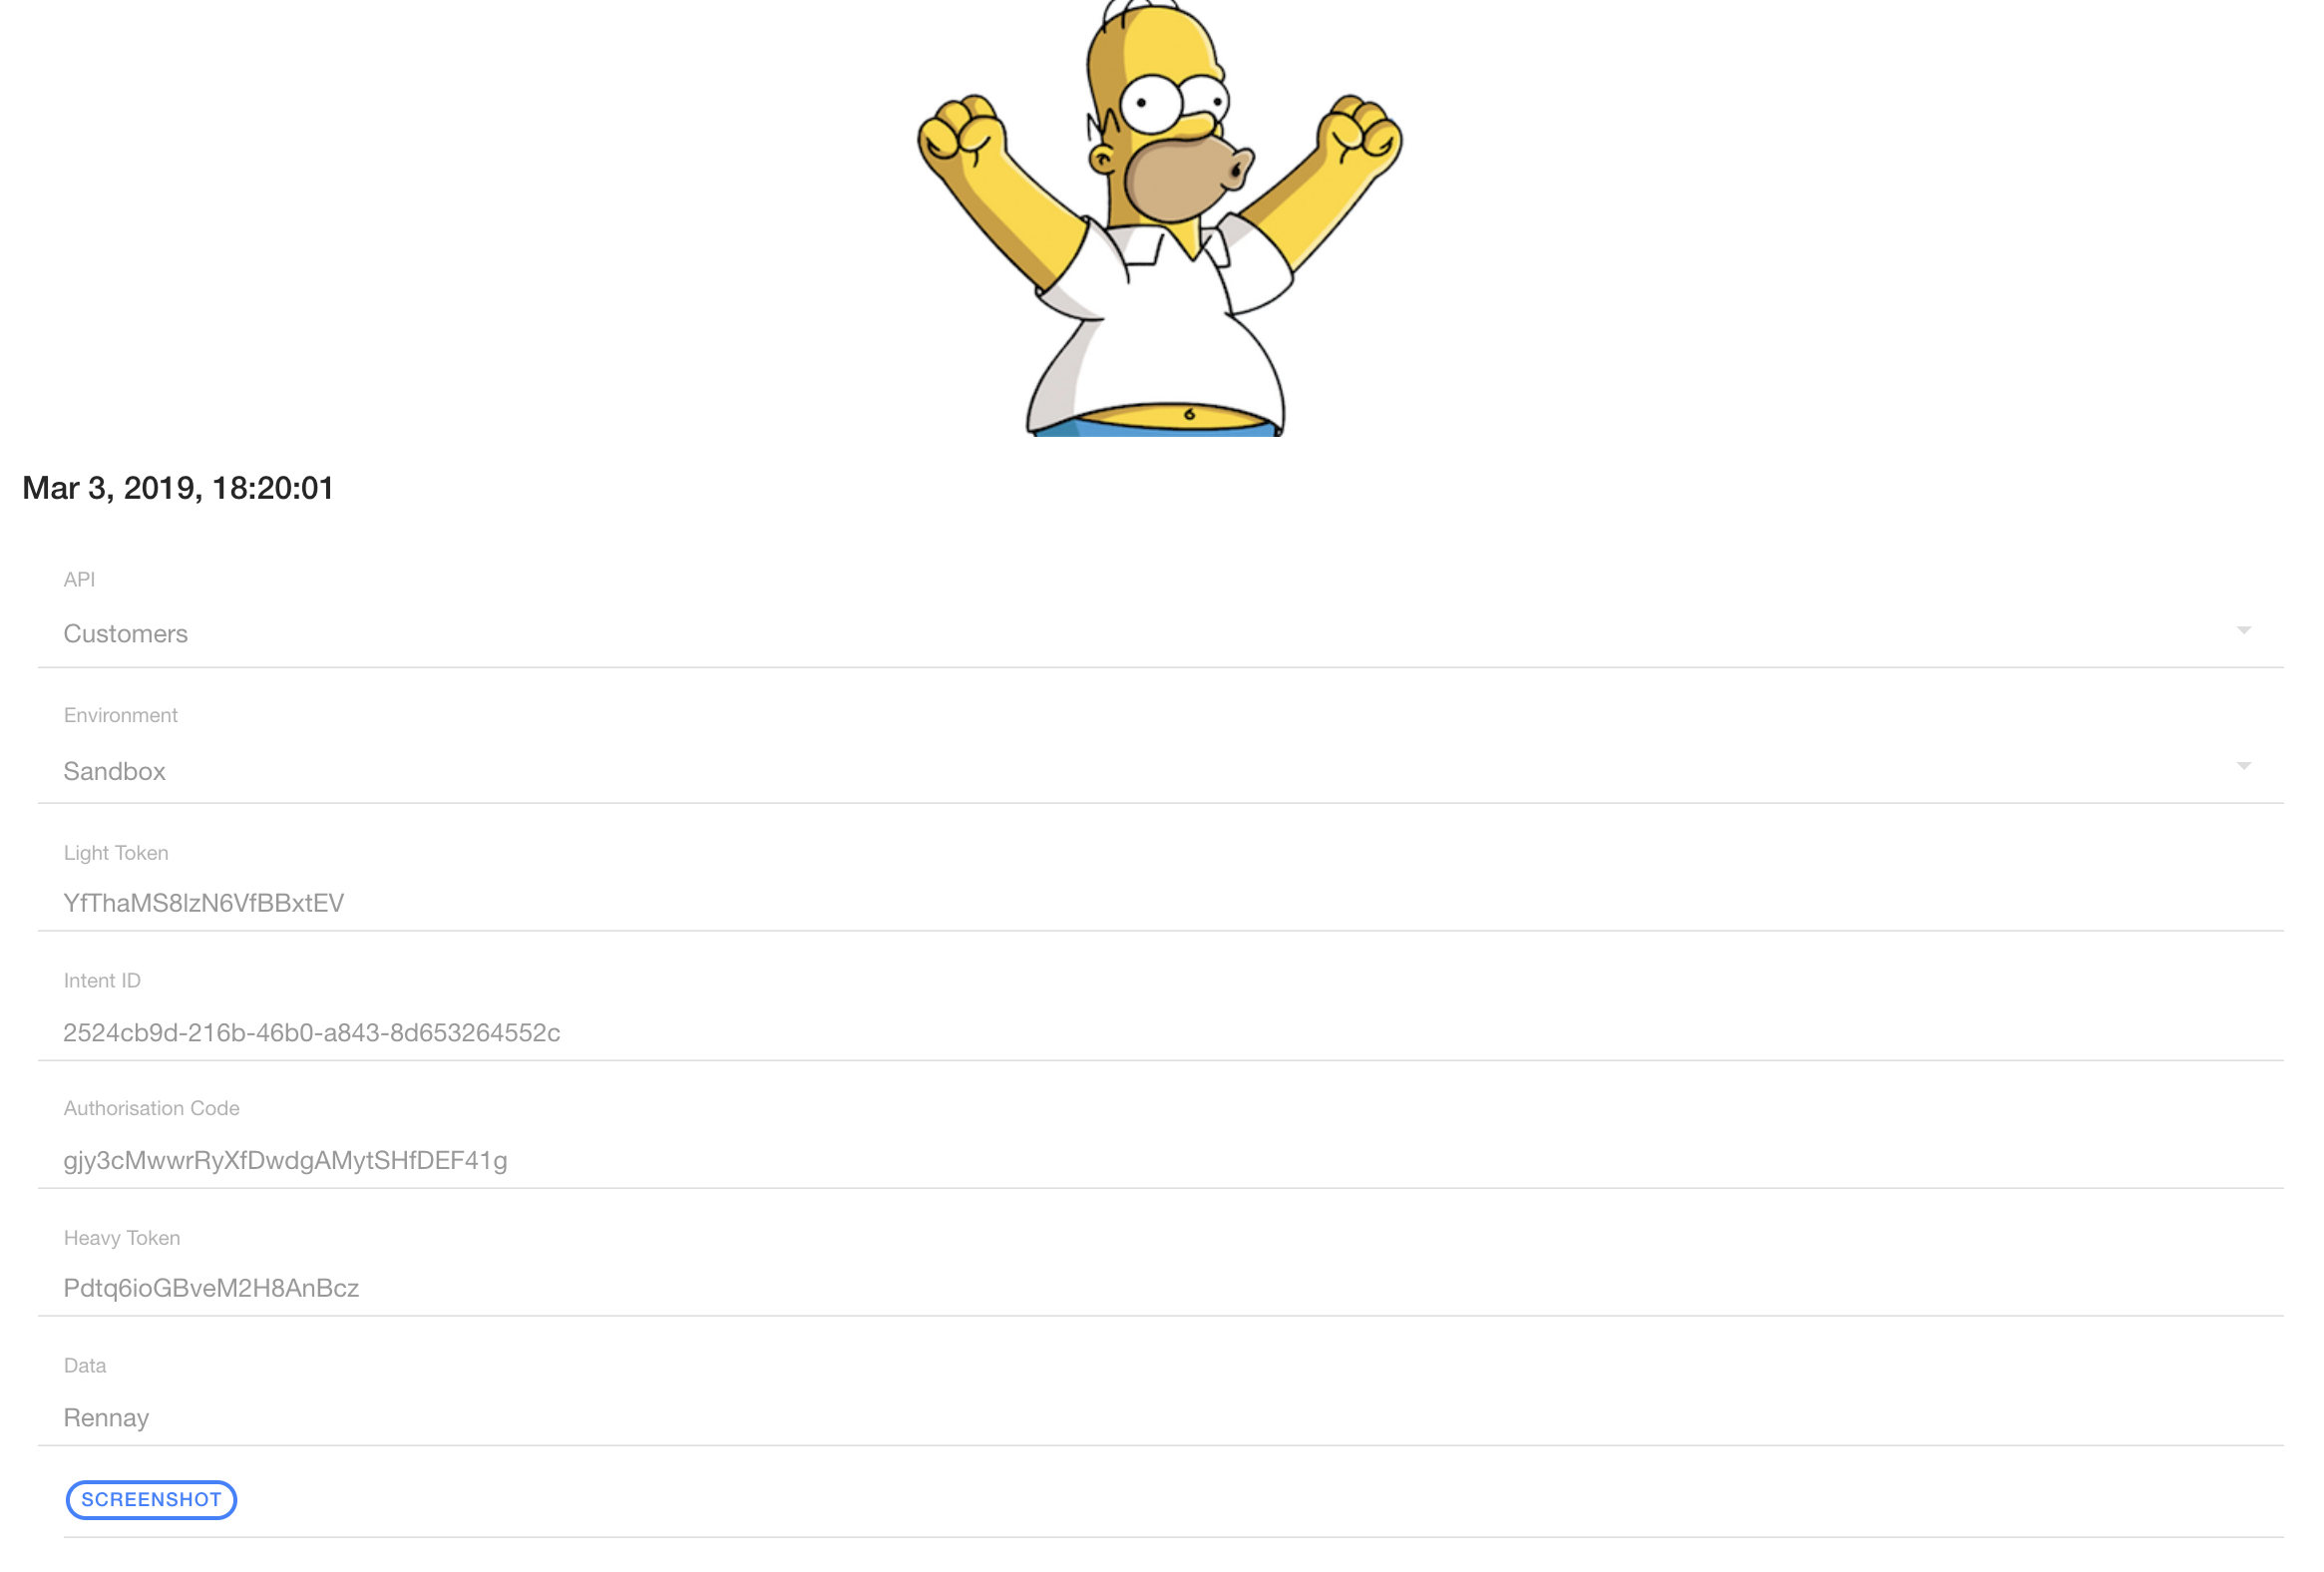 Mar 3, 2019, 18:20:01
API
Customers
Environment
Sandbox
Light Token
YfThaMS8lzN6VfBBxtEV
Intent ID
2524cb9d-216b-46b0-a843-8d653264552c
Authorisation Code
gjy3cMwwrRyXfDwdgAMytSHfDEF41g
Heavy Token
Pdtq6ioGBveM2H8AnBcz
Data
Rennay
SCREENSHOT